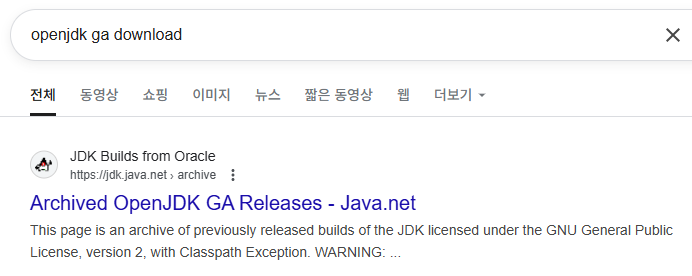 openjdk ga download
전체 동영상 쇼핑 이미지 뉴스 짧은 동영상 웹 더보기
JDK Builds from Oracle
https://jdk.java.net › archive
Archived OpenJDK GA Releases - Java.net
This page is an archive of previously released builds of the JDK licensed under the GNU General Public
License, version 2, with Classpath Exception. WARNING: ...